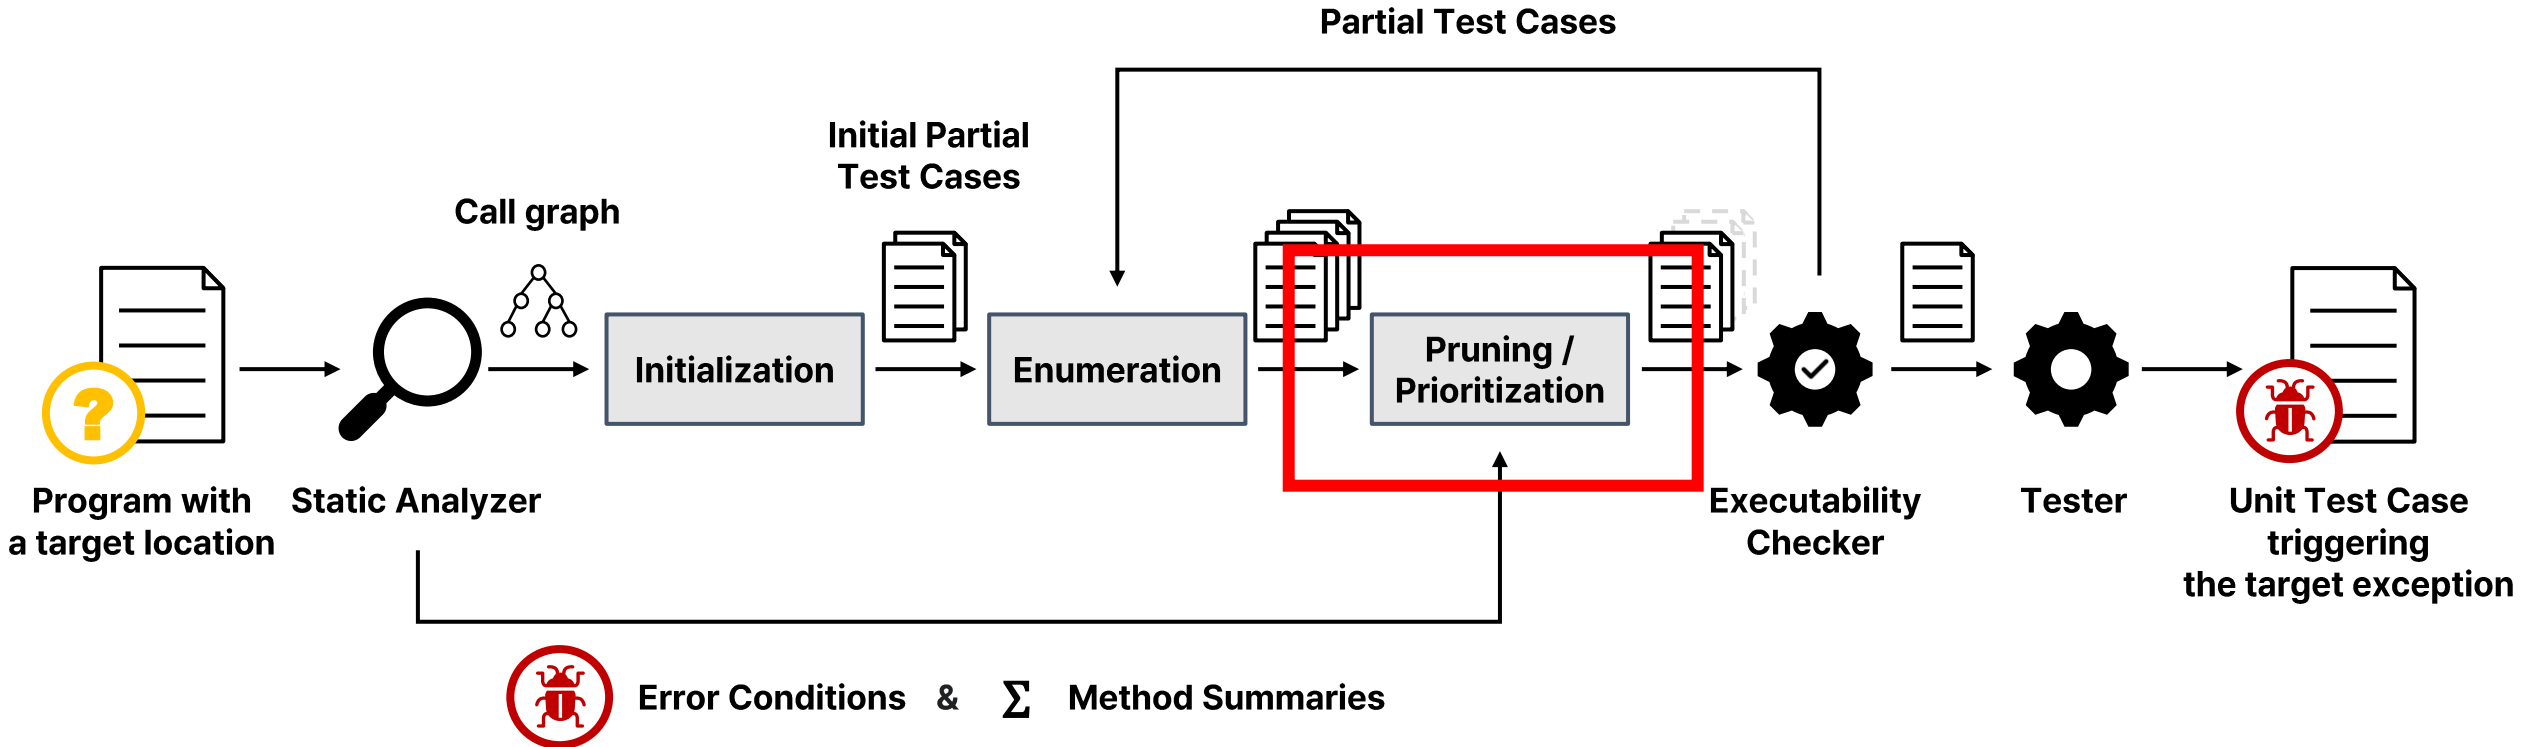 Partial Test Cases
Initial Partial
Test Cases
Call graph
Initialization
Enumeration
Pruning /
Prioritization
?
Program with
a target location
Static Analyzer
Executability
Checker
Tester
Unit Test Case
triggering
the target exception
Error Conditions & Σ Method Summaries